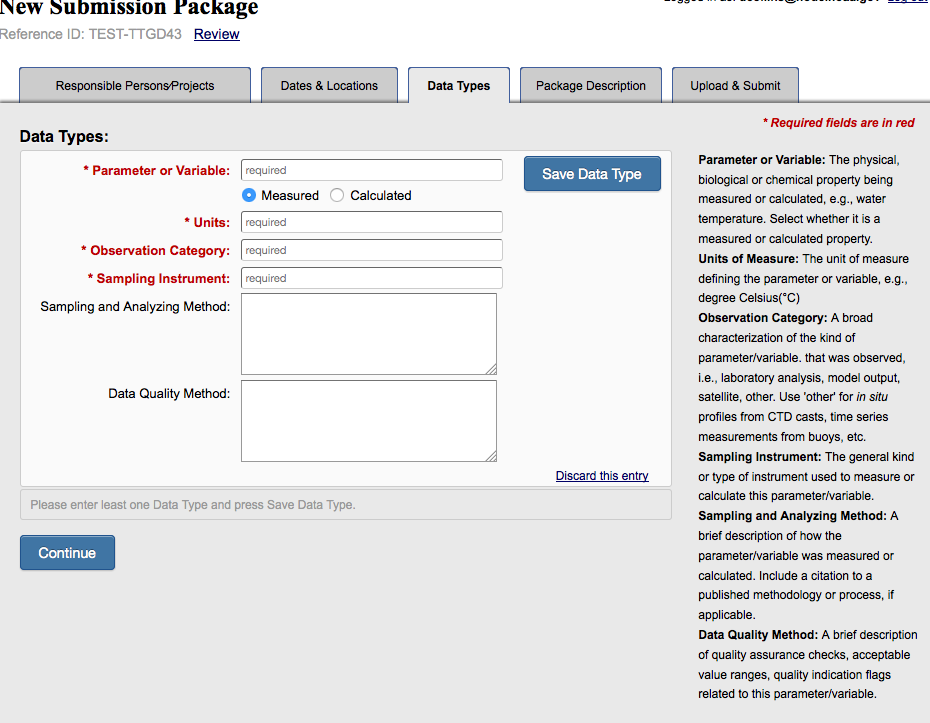 New Submission Package
Reference ID: TEST-TTGD43 Review
Responsible Persons/Projects
Dates & Locations
Data Types
Package Description
Upload & Submit
* Required fields are in red
Data Types:
* Parameter or Variable: required
Save Data Type
Measured Calculated
* Units: required
* Observation Category: required
* Sampling Instrument: required
Sampling and Analyzing Method:
Data Quality Method:
Discard this entry
Please enter least one Data Type and press Save Data Type.
Continue
Parameter or Variable: The physical,
biological or chemical property being
measured or calculated, e.g., water
temperature. Select whether it is a
measured or calculated property.
Units of Measure: The unit of measure
defining the parameter or variable, e.g.,
degree Celsius(°C)
Observation Category: A broad
characterization of the kind of
parameter/variable. that was observed,
i.e., laboratory analysis, model output,
satellite, other. Use 'other' for in situ
profiles from CTD casts, time series
measurements from buoys, etc.
Sampling Instrument: The general kind
or type of instrument used to measure or
calculate this parameter/variable.
Sampling and Analyzing Method: A
brief description of how the
parameter/variable was measured or
calculated. Include a citation to a
published methodology or process, if
applicable.
Data Quality Method: A brief description
of quality assurance checks, acceptable
value ranges, quality indication flags
related to this parameter/variable.